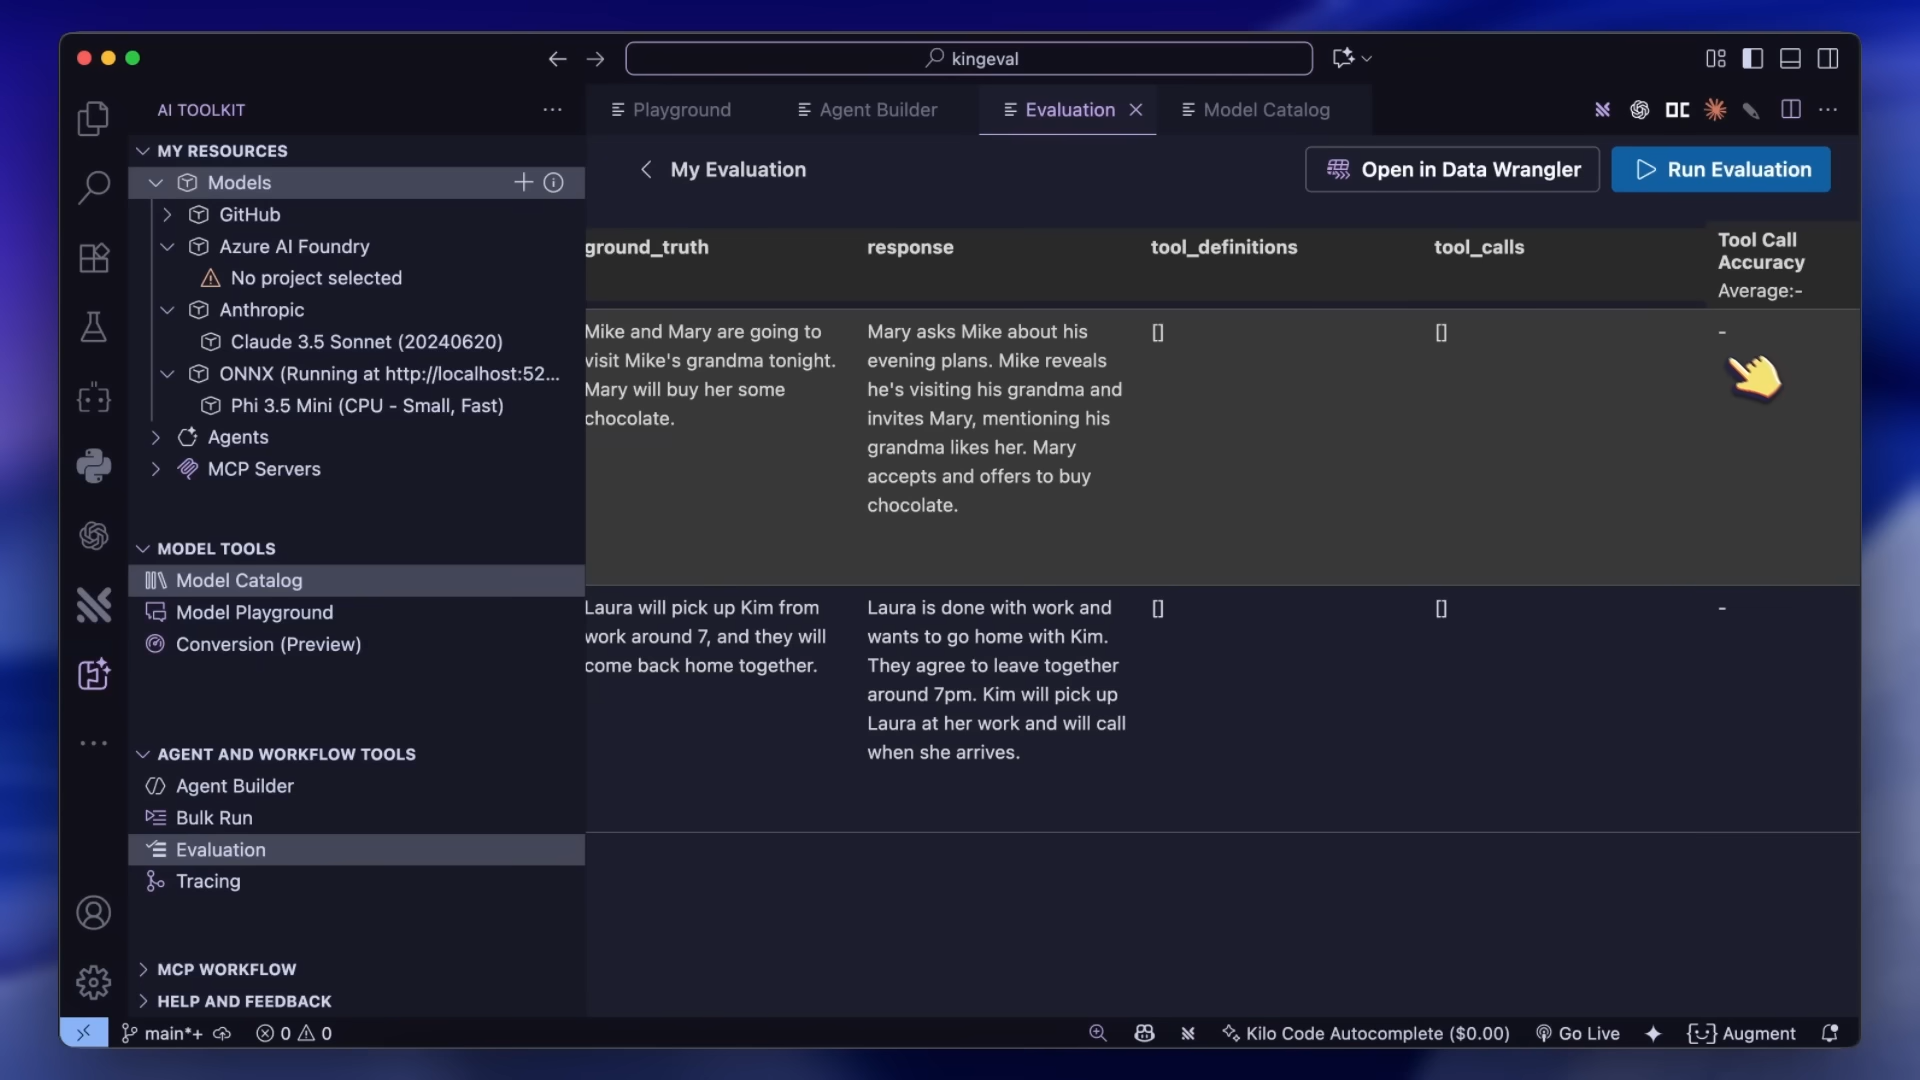 kingeval
AI TOOLKIT
Playground
Agent Builder
Evaluation
Model Catalog
MY RESOURCES
Models
GitHub
Azure AI Foundry
No project selected
Anthropic
Claude 3.5 Sonnet (20240620)
ONNX (Running at http://localhost:52...
Phi 3.5 Mini (CPU - Small, Fast)
Agents
MCP Servers
MODEL TOOLS
Model Catalog
Model Playground
Conversion (Preview)
AGENT AND WORKFLOW TOOLS
Agent Builder
Bulk Run
Evaluation
Tracing
MCP WORKFLOW
HELP AND FEEDBACK
My Evaluation
Open in Data Wrangler
Run Evaluation
ground_truth
response
tool_definitions
tool_calls
Tool Call
Accuracy
Average:-
Mike and Mary are going to
visit Mike's grandma tonight.
Mary will buy her some
chocolate.
Mary asks Mike about his
evening plans. Mike reveals
he's visiting his grandma and
invites Mary, mentioning his
grandma likes her. Mary
accepts and offers to buy
chocolate.
[]
[]
-
Laura will pick up Kim from
work around 7, and they will
come back home together.
Laura is done with work and
wants to go home with Kim.
They agree to leave together
around 7pm. Kim will pick up
Laura at her work and will call
when she arrives.
[]
[]
-
main*+
0
0
Kilo Code Autocomplete ($0.00)
Go Live
Augment